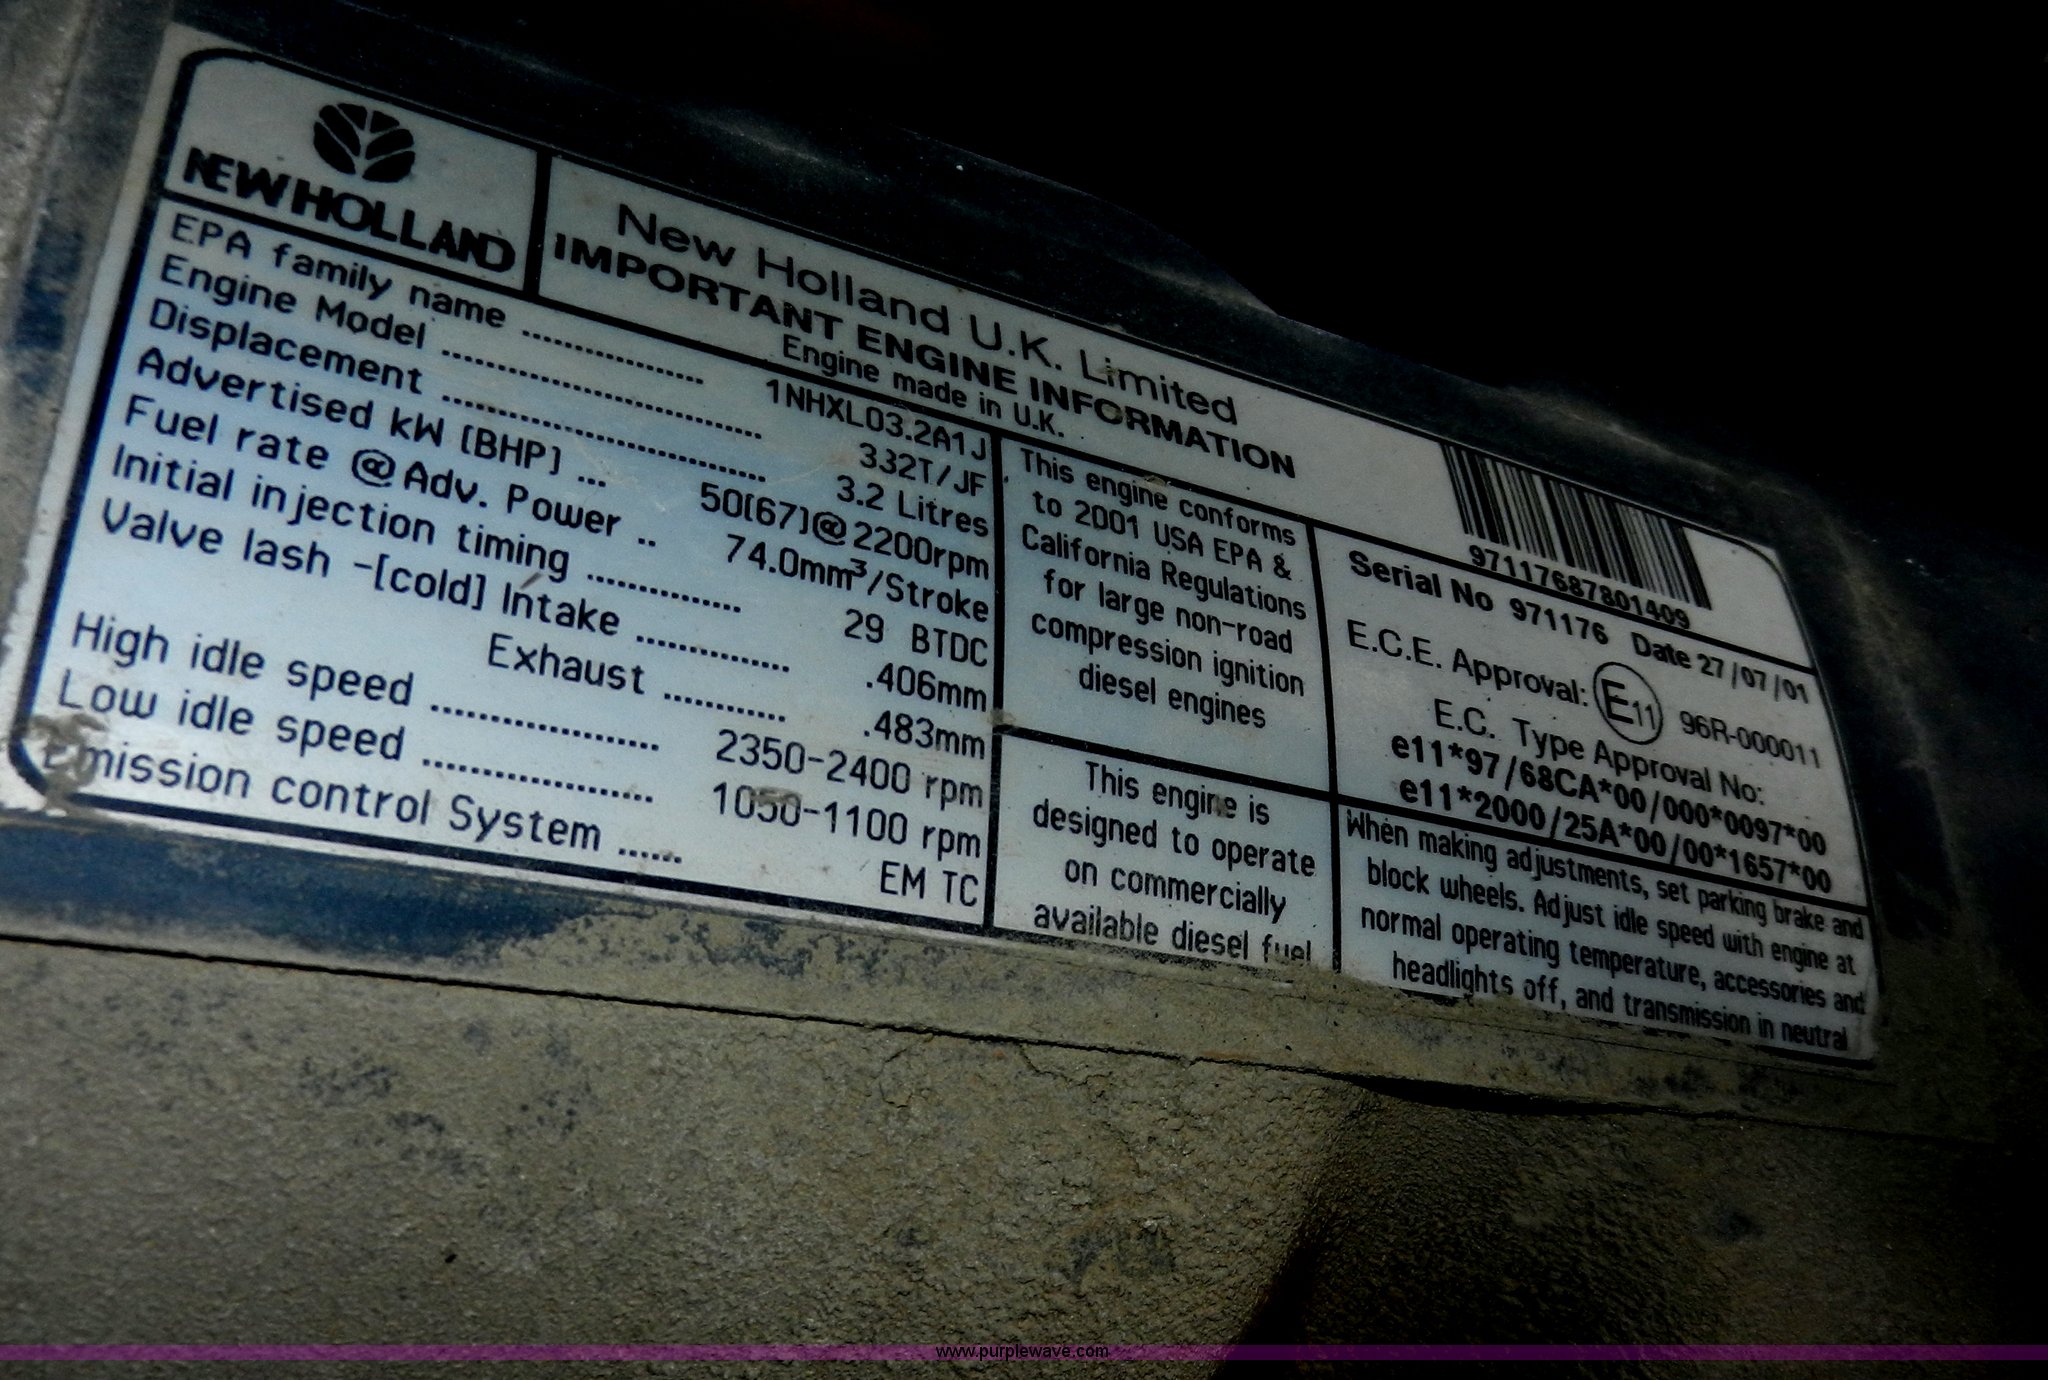 NEW HOLLAND
New Holland U.K. Limited
IMPORTANT ENGINE INFORMATION
Engine made in U.K.
EPA family name .................... 1NHXL03.2A1J
Engine Model .................... 332T/JF
Displacement .................... 3.2 Litres
Advertised kW (BHP) ... 50(67)@2200rpm
Fuel rate @ Adv. Power .. 74.0mm³/Stroke
Initial injection timing .............. 29 BTDC
Valve lash -[cold] Intake .............. .406mm
Exhaust ........... .483mm
High idle speed .................... 2350-2400 rpm
Low idle speed .................... 1050-1100 rpm
Emission control System ...... EM TC
This engine conforms
to 2001 USA EPA &
California Regulations
for large non-road
compression ignition
diesel engines
This engine is
designed to operate
on commercially
available diesel fuel
97117687801409
Serial No 971176 Date 27/07/01
E.C.E. Approval: E11 96R-000011
E.C. Type Approval No:
e11*97/68CA*00/000*0097*00
e11*2000/25A*00/00*1657*00
When making adjustments, set parking brake and
block wheels. Adjust idle speed with engine at
normal operating temperature, accessories and
headlights off, and transmission in neutral
www.purplewave.com